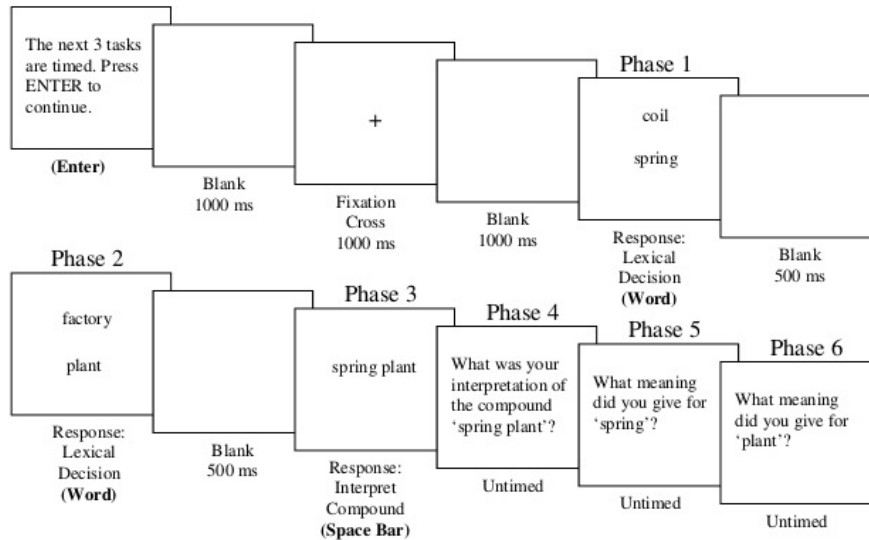 The next 3 tasks
are timed. Press
ENTER to
continue.
(Enter)
Blank
1000 ms
+
Fixation
Cross
1000 ms
Blank
1000 ms
Phase 1
coil
spring
Response:
Lexical
Decision
(Word)
Blank
500 ms
Phase 2
factory
plant
Response:
Lexical
Decision
(Word)
Blank
500 ms
Phase 3
spring plant
Response:
Interpret
Compound
(Space Bar)
Phase 4
What was your
interpretation of
the compound
‘spring plant’?
Untimed
Phase 5
What meaning
did you give for
‘spring’?
Untimed
Phase 6
What meaning
did you give for
‘plant’?
Untimed